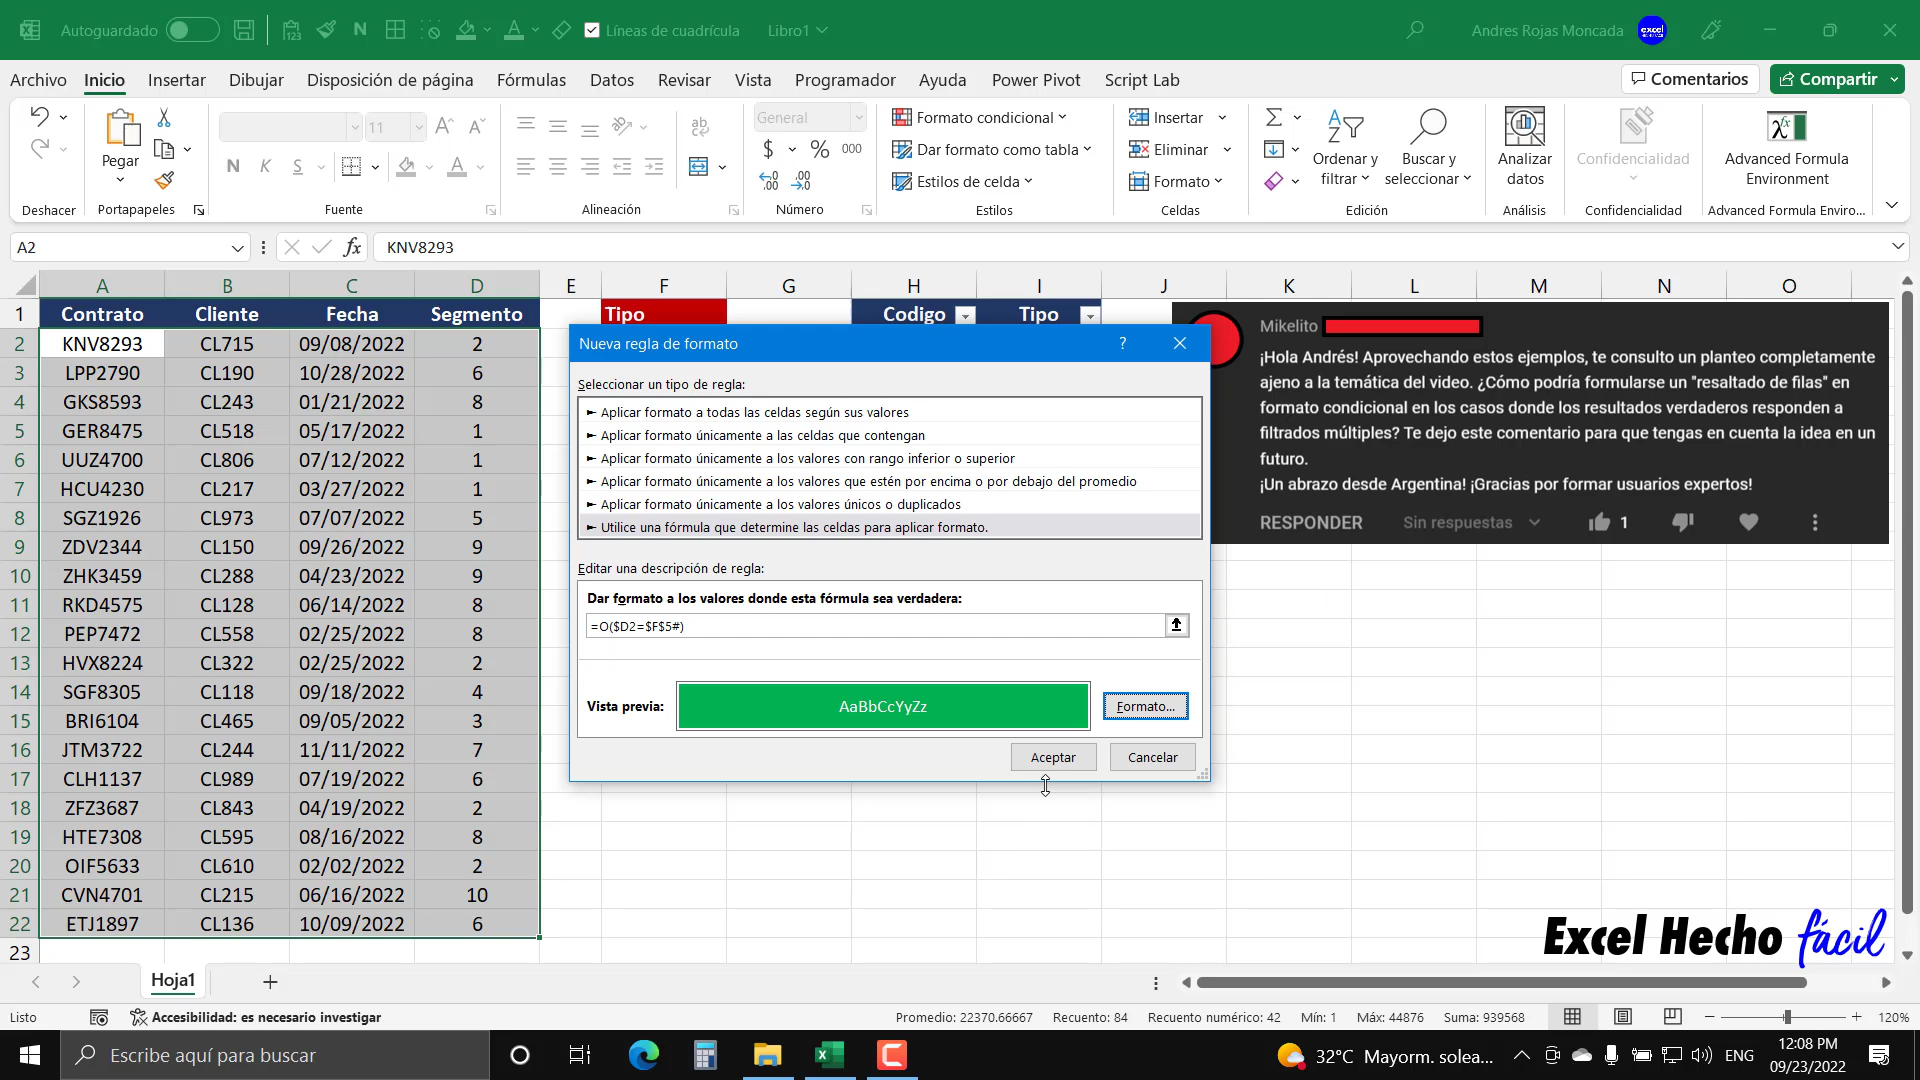 Autoguardado
Líneas de cuadrícula
Libro1
Andres Rojas Moncada
Archivo Inicio Insertar Dibujar Disposición de página Fórmulas Datos Revisar Vista Programador Ayuda Power Pivot Script Lab
Comentarios
Compartir
Pegar
11
N K S
General
$ % 000
Formato condicional
Dar formato como tabla
Estilos de celda
Insertar
Eliminar
Formato
Ordenar y filtrar
Buscar y seleccionar
Analizar datos
Confidencialidad
Advanced Formula Environment
Deshacer Portapapeles Fuente Alineación Número Estilos Celdas Edición Análisis Confidencialidad Advanced Formula Enviro...
A2
fx
KNV8293
A B C D E F G H I J K L M N O
1 Contrato Cliente Fecha Segmento Tipo Codigo Tipo
2 KNV8293 CL715 09/08/2022 2
3 LPP2790 CL190 10/28/2022 6
4 GKS8593 CL243 01/21/2022 8
5 GER8475 CL518 05/17/2022 1
6 UUZ4700 CL806 07/12/2022 1
7 HCU4230 CL217 03/27/2022 1
8 SGZ1926 CL973 07/07/2022 5
9 ZDV2344 CL150 09/26/2022 9
10 ZHK3459 CL288 04/23/2022 9
11 RKD4575 CL128 06/14/2022 8
12 PEP7472 CL558 02/25/2022 8
13 HVX8224 CL322 02/25/2022 2
14 SGF8305 CL118 09/18/2022 4
15 BRI6104 CL465 09/05/2022 3
16 JTM3722 CL244 11/11/2022 7
17 CLH1137 CL989 07/19/2022 6
18 ZFZ3687 CL843 04/19/2022 2
19 HTE7308 CL595 08/16/2022 8
20 OIF5633 CL610 02/02/2022 2
21 CVN4701 CL215 06/16/2022 10
22 ETJ1897 CL136 10/09/2022 6
23
Nueva regla de formato
?
Seleccionar un tipo de regla:
► Aplicar formato a todas las celdas según sus valores
► Aplicar formato únicamente a las celdas que contengan
► Aplicar formato únicamente a los valores con rango inferior o superior
► Aplicar formato únicamente a los valores que estén por encima o por debajo del promedio
► Aplicar formato únicamente a los valores únicos o duplicados
► Utilice una fórmula que determine las celdas para aplicar formato.
Editar una descripción de regla:
Dar formato a los valores donde esta fórmula sea verdadera:
=O($D2=$F$5#)
Vista previa:
AaBbCcYyZz
Formato...
Aceptar
Cancelar
Mikelito
¡Hola Andrés! Aprovechando estos ejemplos, te consulto un planteo completamente
ajeno a la temática del video. ¿Cómo podría formularse un "resaltado de filas" en
formato condicional en los casos donde los resultados verdaderos responden a
filtrados múltiples? Te dejo este comentario para que tengas en cuenta la idea en un
futuro.
¡Un abrazo desde Argentina! ¡Gracias por formar usuarios expertos!
RESPONDER Sin respuestas 1
Excel Hecho fácil
Hoja1
Listo
Accesibilidad: es necesario investigar
Promedio: 22370.66667 Recuento: 84 Recuento numérico: 42 Mín: 1 Máx: 44876 Suma: 939568
120%
Escribe aquí para buscar
32°C Mayorm. solea...
ENG
12:08 PM
09/23/2022